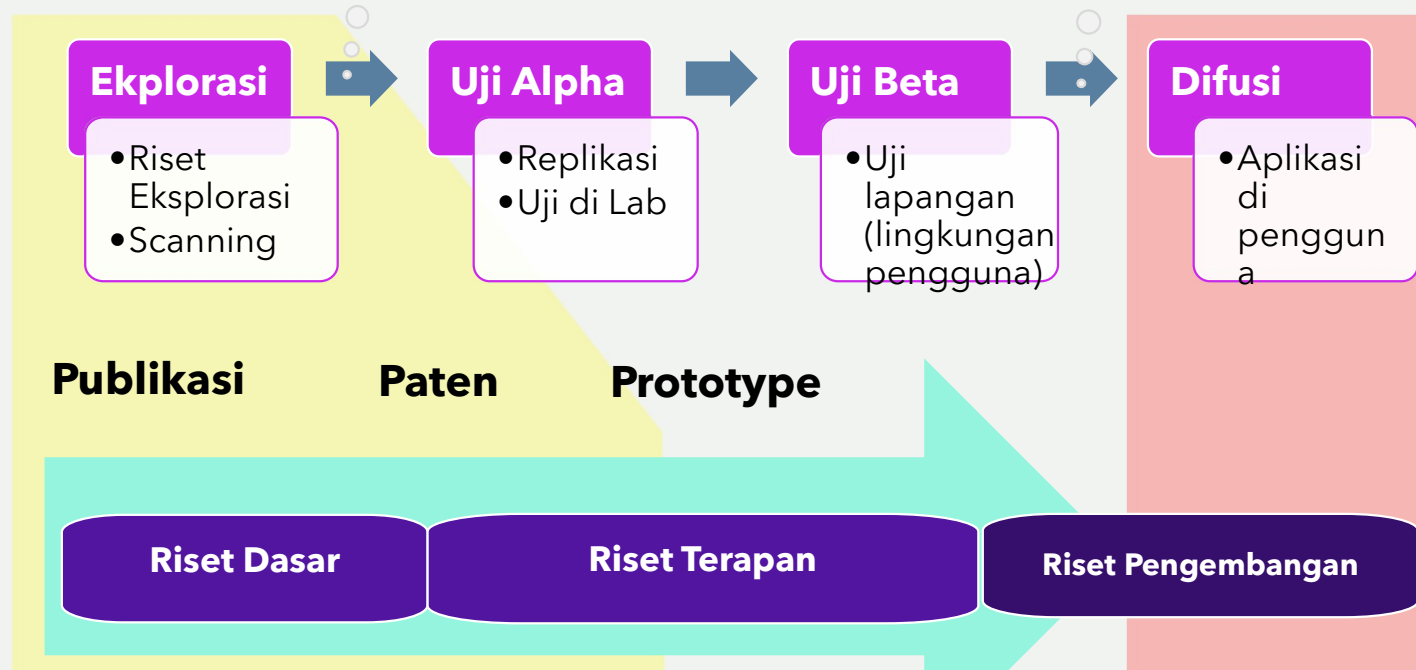 Ekplorasi
•Riset
Eksplorasi
•Scanning
Uji Alpha
•Replikasi
•Uji di Lab
Uji Beta
•Uji
lapangan
(lingkungan
pengguna)
Difusi
•Aplikasi
di
penggun
a
Publikasi
Paten
Prototype
Riset Dasar
Riset Terapan
Riset Pengembangan